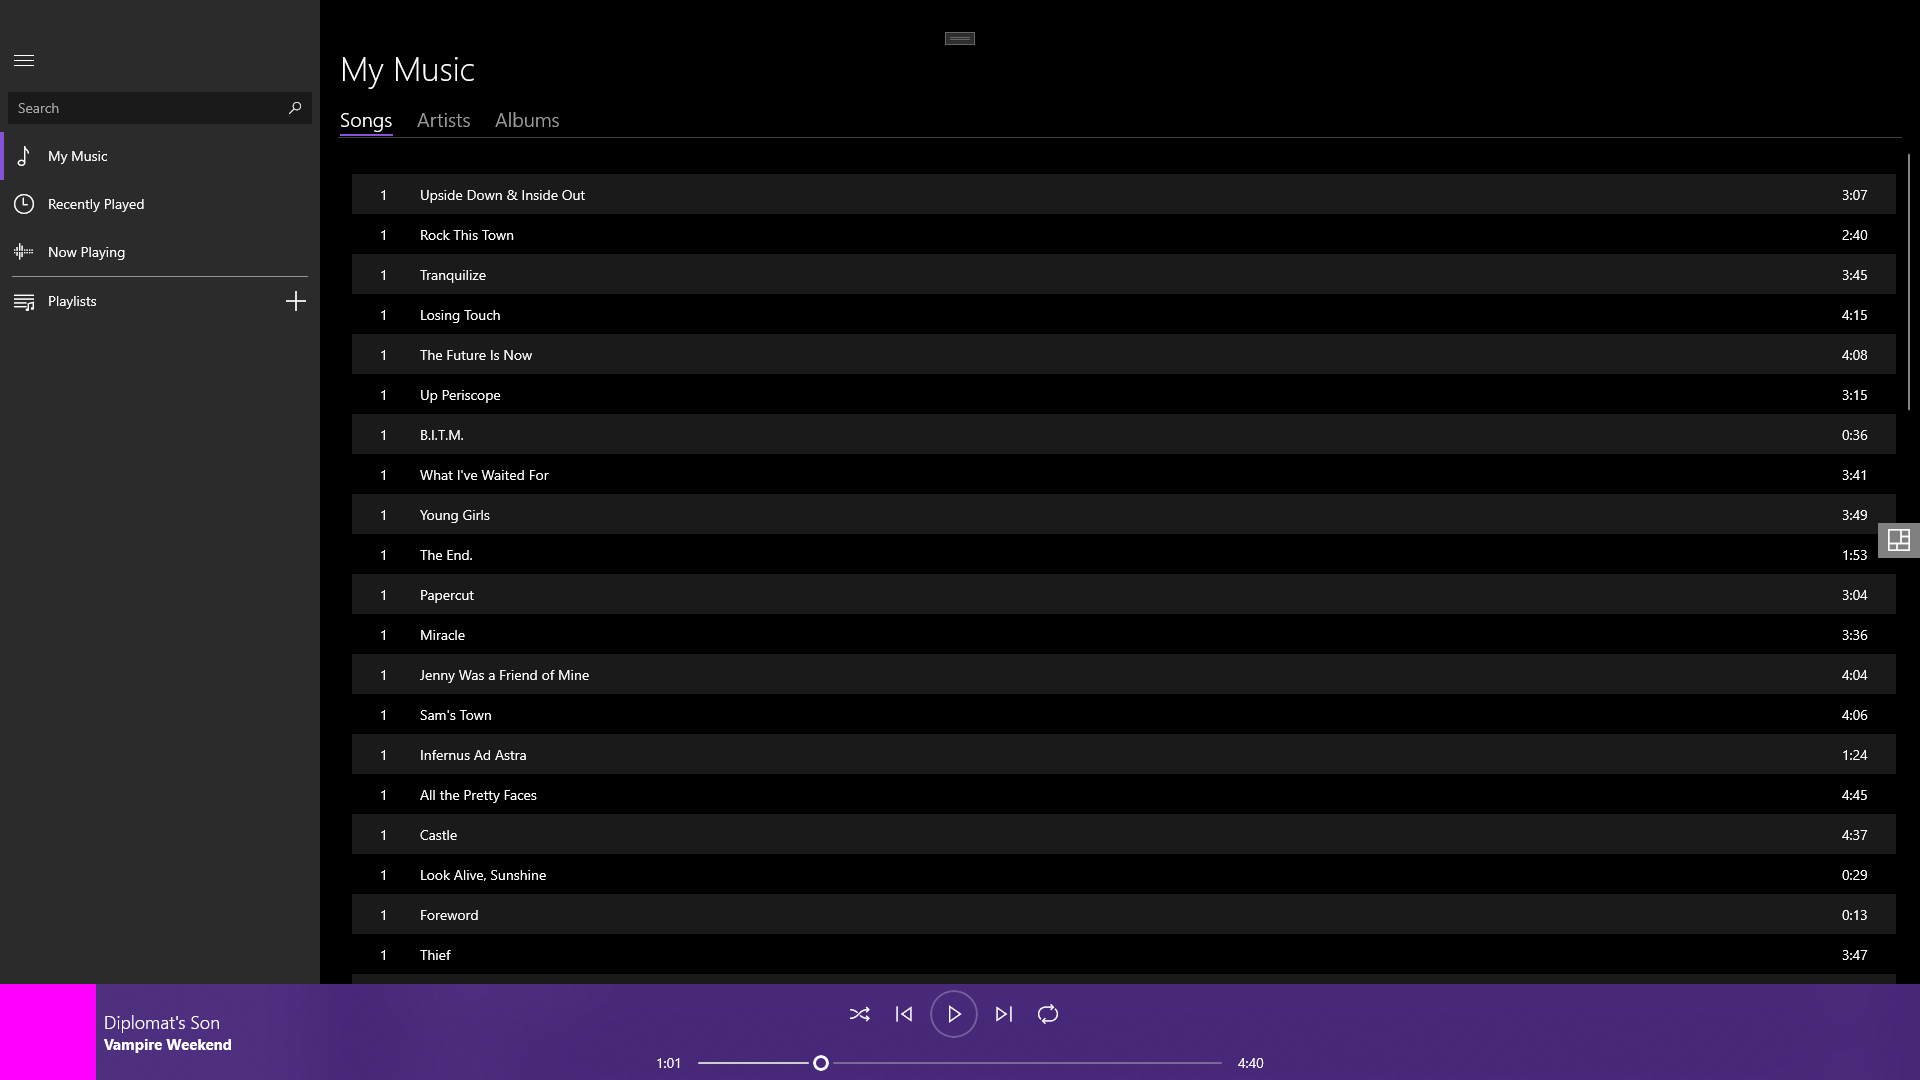 My Music
Search
My Music
Recently Played
Now Playing
Playlists
Songs Artists Albums
1 Upside Down & Inside Out 3:07
1 Rock This Town 2:40
1 Tranquilize 3:45
1 Losing Touch 4:15
1 The Future Is Now 4:08
1 Up Periscope 3:15
1 B.I.T.M. 0:36
1 What I've Waited For 3:41
1 Young Girls 3:49
1 The End. 1:53
1 Papercut 3:04
1 Miracle 3:36
1 Jenny Was a Friend of Mine 4:04
1 Sam's Town 4:06
1 Infernus Ad Astra 1:24
1 All the Pretty Faces 4:45
1 Castle 4:37
1 Look Alive, Sunshine 0:29
1 Foreword 0:13
1 Thief 3:47
Diplomat's Son
Vampire Weekend
1:01 4:40